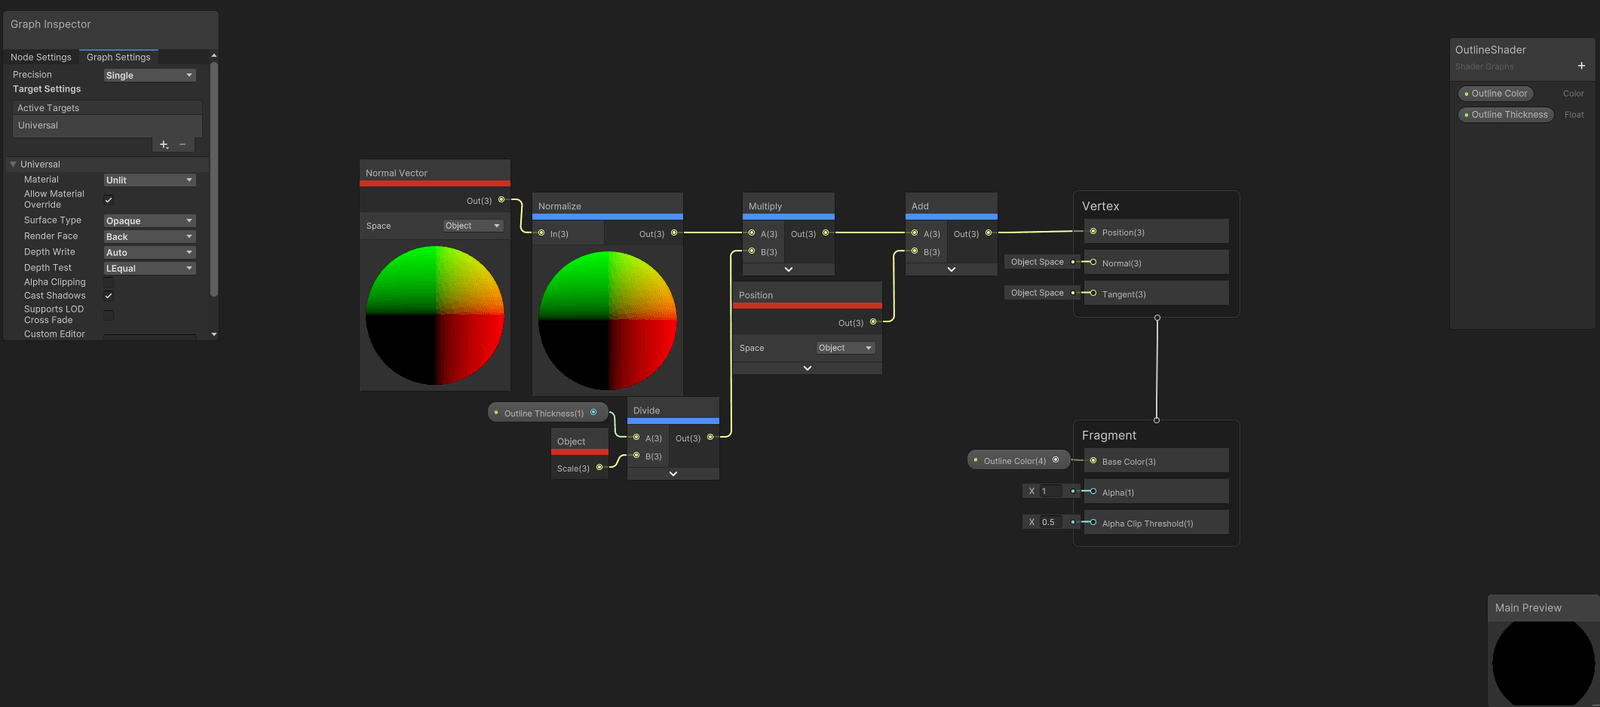 Graph Inspector
Node Settings
Graph Settings
Precision
Single
Target Settings
Active Targets
Universal
+
−
Universal
Material
Unlit
Allow Material
Override
Surface Type
Opaque
Render Face
Back
Depth Write
Auto
Depth Test
LEqual
Alpha Clipping
Cast Shadows
Supports LOD
Cross Fade
Custom Editor
Normal Vector
Out(3)
Space
Object
Normalize
In(3)
Out(3)
Multiply
A(3)
Out(3)
B(3)
Position
Out(3)
Space
Object
Add
A(3)
Out(3)
B(3)
Outline Thickness(1)
Object
Scale(3)
Divide
A(3)
Out(3)
B(3)
Vertex
Position(3)
Object Space
Normal(3)
Object Space
Tangent(3)
Fragment
Outline Color(4)
Base Color(3)
X 1
Alpha(1)
X 0.5
Alpha Clip Threshold(1)
OutlineShader
Shader Graphs
+
Outline Color
Color
Outline Thickness
Float
Main Preview